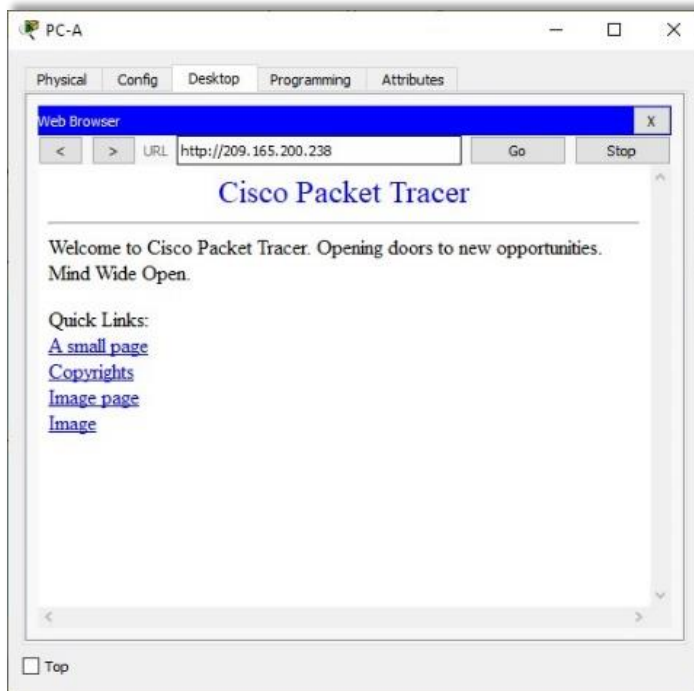 PC-A
Physical Config Desktop Programming Attributes
Web Browser X
< > URL http://209.165.200.238 Go Stop
Cisco Packet Tracer
Welcome to Cisco Packet Tracer. Opening doors to new opportunities.
Mind Wide Open.
Quick Links:
A small page
Copyrights
Image page
Image
Top